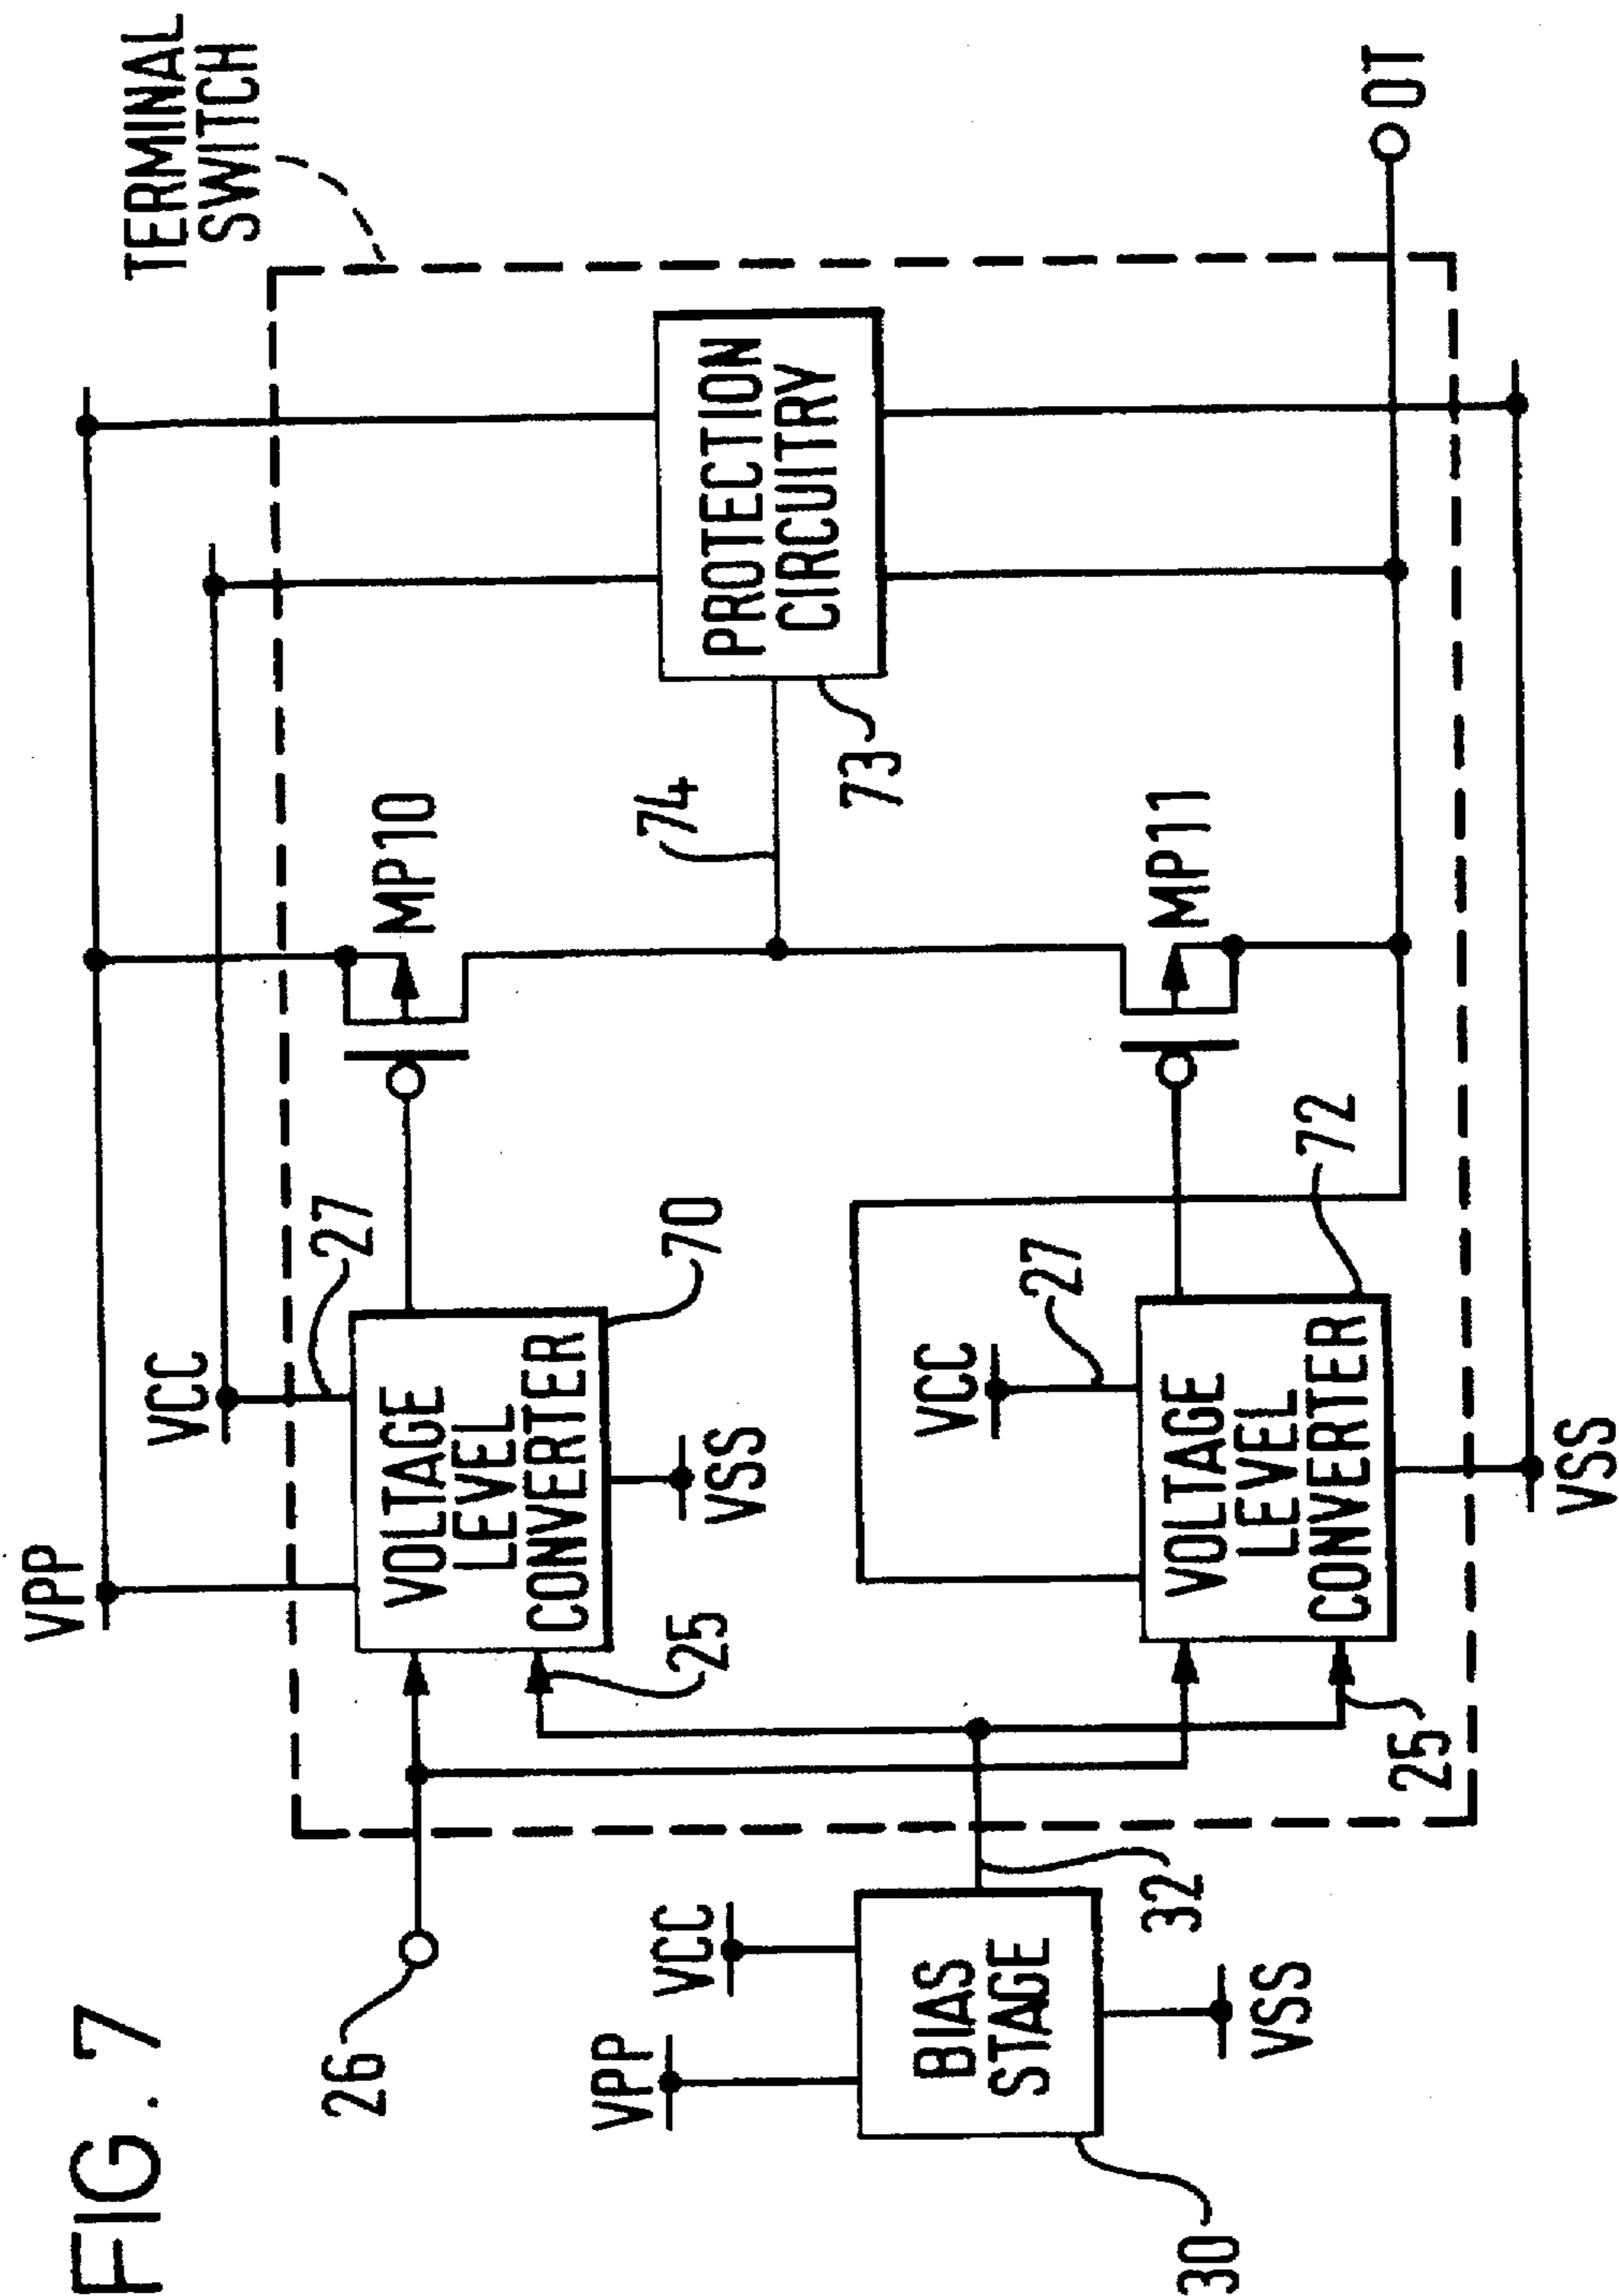 FIG. 7
TERMINAL
SWITCH
VPP
VCC
27
VOLTAGE
LEVEL
CONVERTER
70
25
VSS
MP10
74
PROTECTION
CIRCUITRY
73
26
VPP
VCC
BIAS
STAGE
30
32
VSS
VCC
27
VOLTAGE
LEVEL
CONVERTER
72
25
MP11
OT
VSS